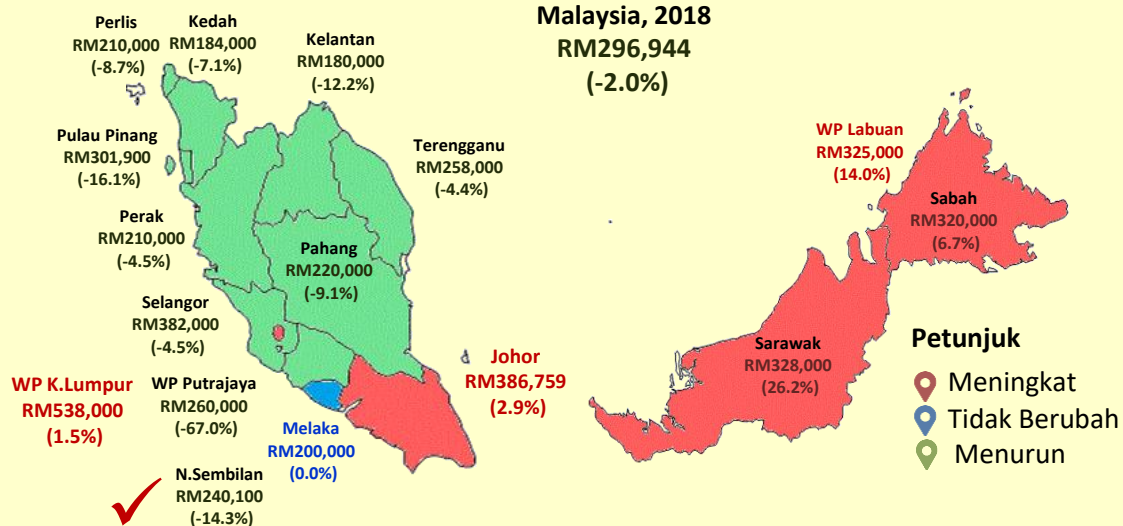 Malaysia, 2018
RM296,944
(-2.0%)
Perlis
RM210,000
(-8.7%)
Kedah
RM184,000
(-7.1%)
Kelantan
RM180,000
(-12.2%)
Pulau Pinang
RM301,900
(-16.1%)
Terengganu
RM258,000
(-4.4%)
Perak
RM210,000
(-4.5%)
Pahang
RM220,000
(-9.1%)
Selangor
RM382,000
(-4.5%)
WP K.Lumpur
RM538,000
(1.5%)
WP Putrajaya
RM260,000
(-67.0%)
Melaka
RM200,000
(0.0%)
Johor
RM386,759
(2.9%)
N.Sembilan
RM240,100
(-14.3%)
WP Labuan
RM325,000
(14.0%)
Sabah
RM320,000
(6.7%)
Sarawak
RM328,000
(26.2%)
Petunjuk
Meningkat
Tidak Berubah
Menurun